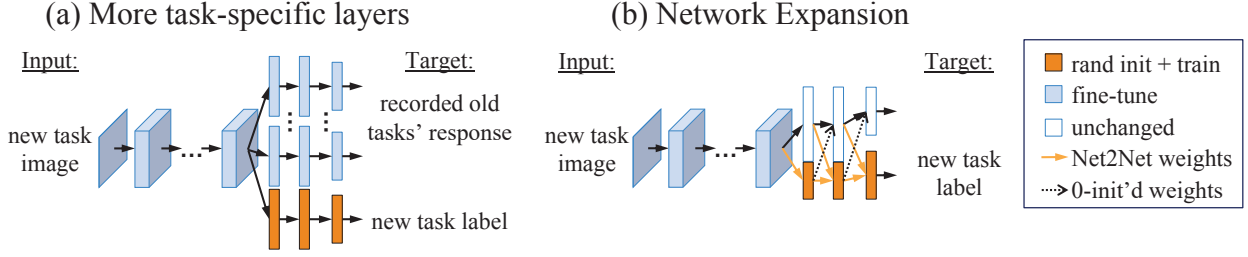 (a) More task-specific layers
Input:
Target:
new task
image
...
recorded old
tasks' response
new task label
(b) Network Expansion
Input:
Target:
new task
image
...
new task
label
rand init + train
fine-tune
unchanged
Net2Net weights
0-init'd weights